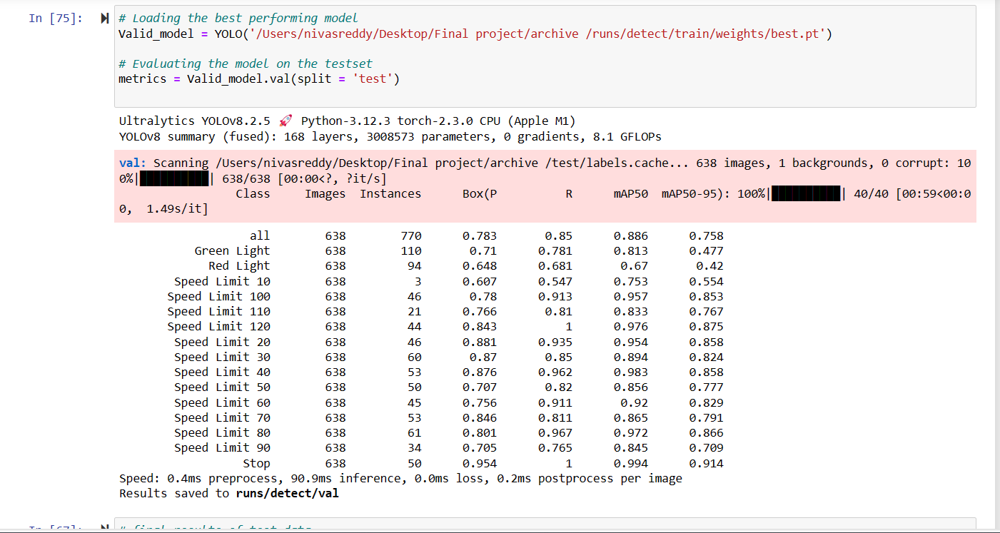 In [75]:
# Loading the best performing model
Valid_model = YOLO('/Users/nivasreddy/Desktop/Final project/archive /runs/detect/train/weights/best.pt')
# Evaluating the model on the testset
metrics = Valid_model.val(split = 'test')
Ultralytics YOLOv8.2.5 🚀 Python-3.12.3 torch-2.3.0 CPU (Apple M1)
YOLOv8 summary (fused): 168 layers, 3008573 parameters, 0 gradients, 8.1 GFLOPs
val: Scanning /Users/nivasreddy/Desktop/Final project/archive /test/labels.cache... 638 images, 1 backgrounds, 0 corrupt: 10
0%|██████████| 638/638 [00:00<?, ?it/s]
Class Images Instances Box(P R mAP50 mAP50-95): 100%|██████████| 40/40 [00:59<00:0
0, 1.49s/it]
all 638 770 0.783 0.85 0.886 0.758
Green Light 638 110 0.71 0.781 0.813 0.477
Red Light 638 94 0.648 0.681 0.67 0.42
Speed Limit 10 638 3 0.607 0.547 0.753 0.554
Speed Limit 100 638 46 0.78 0.913 0.957 0.853
Speed Limit 110 638 21 0.766 0.81 0.833 0.767
Speed Limit 120 638 44 0.843 1 0.976 0.875
Speed Limit 20 638 46 0.881 0.935 0.954 0.858
Speed Limit 30 638 60 0.87 0.85 0.894 0.824
Speed Limit 40 638 53 0.876 0.962 0.983 0.858
Speed Limit 50 638 50 0.707 0.82 0.856 0.777
Speed Limit 60 638 45 0.756 0.911 0.92 0.829
Speed Limit 70 638 53 0.846 0.811 0.865 0.791
Speed Limit 80 638 61 0.801 0.967 0.972 0.866
Speed Limit 90 638 34 0.705 0.765 0.845 0.709
Stop 638 50 0.954 1 0.994 0.914
Speed: 0.4ms preprocess, 90.9ms inference, 0.0ms loss, 0.2ms postprocess per image
Results saved to runs/detect/val
In [67]:
# final results of test data